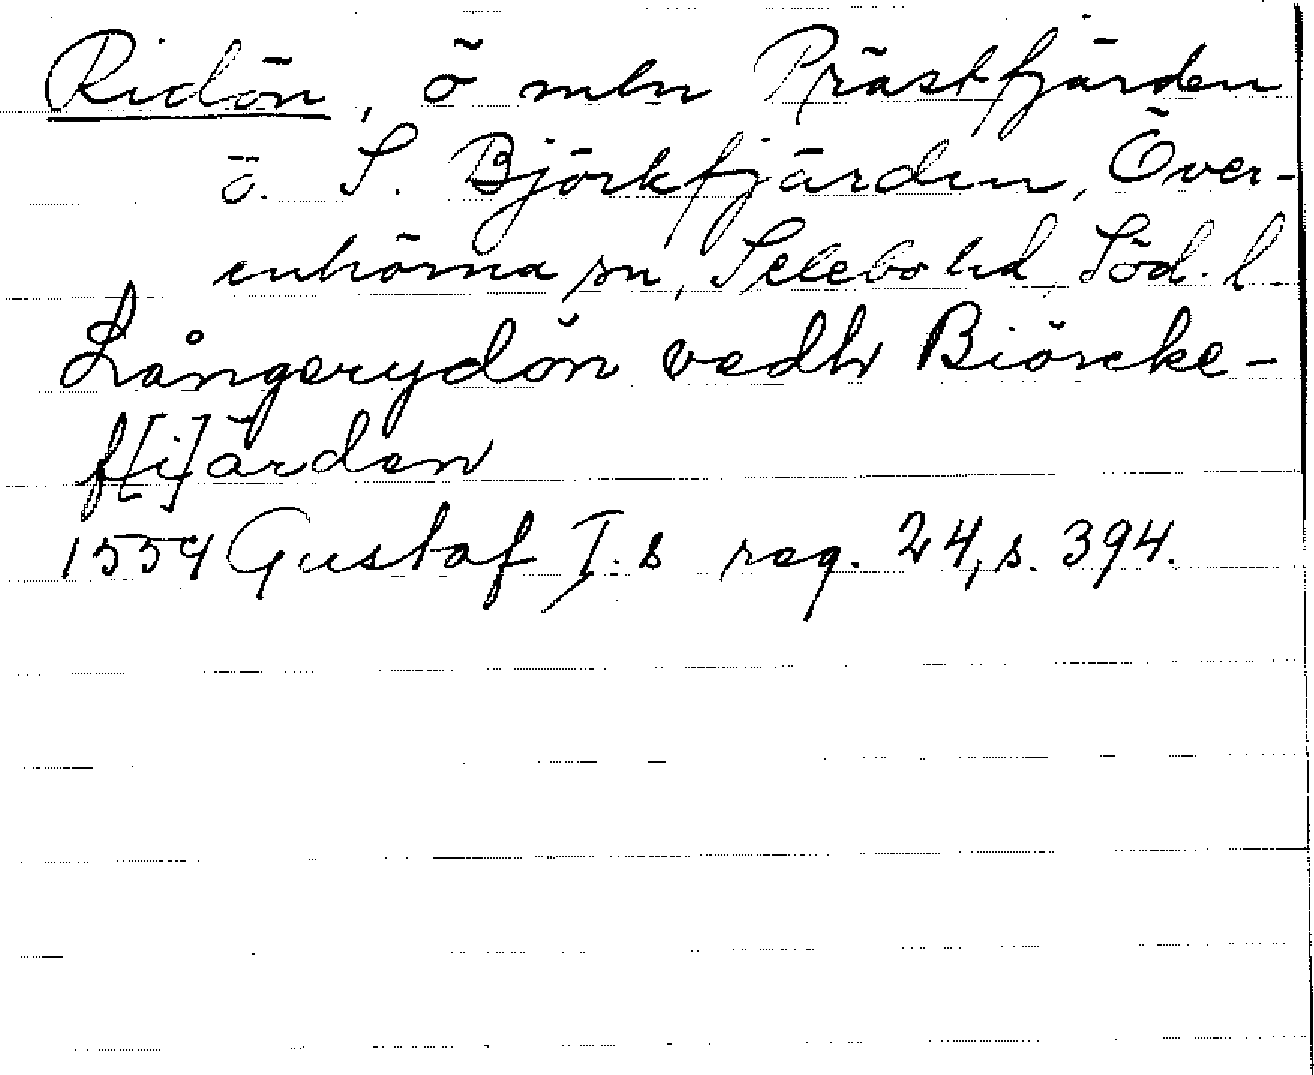 Ridön, ö mln Prästfjärden
o. S. Björkfjärden, Över-
enhörna sn, Selebo hd, Söd. l.
Långerydön vedh Biörcke-
f[i]ärden
1554 Gustaf I:s reg. 24, s. 394.